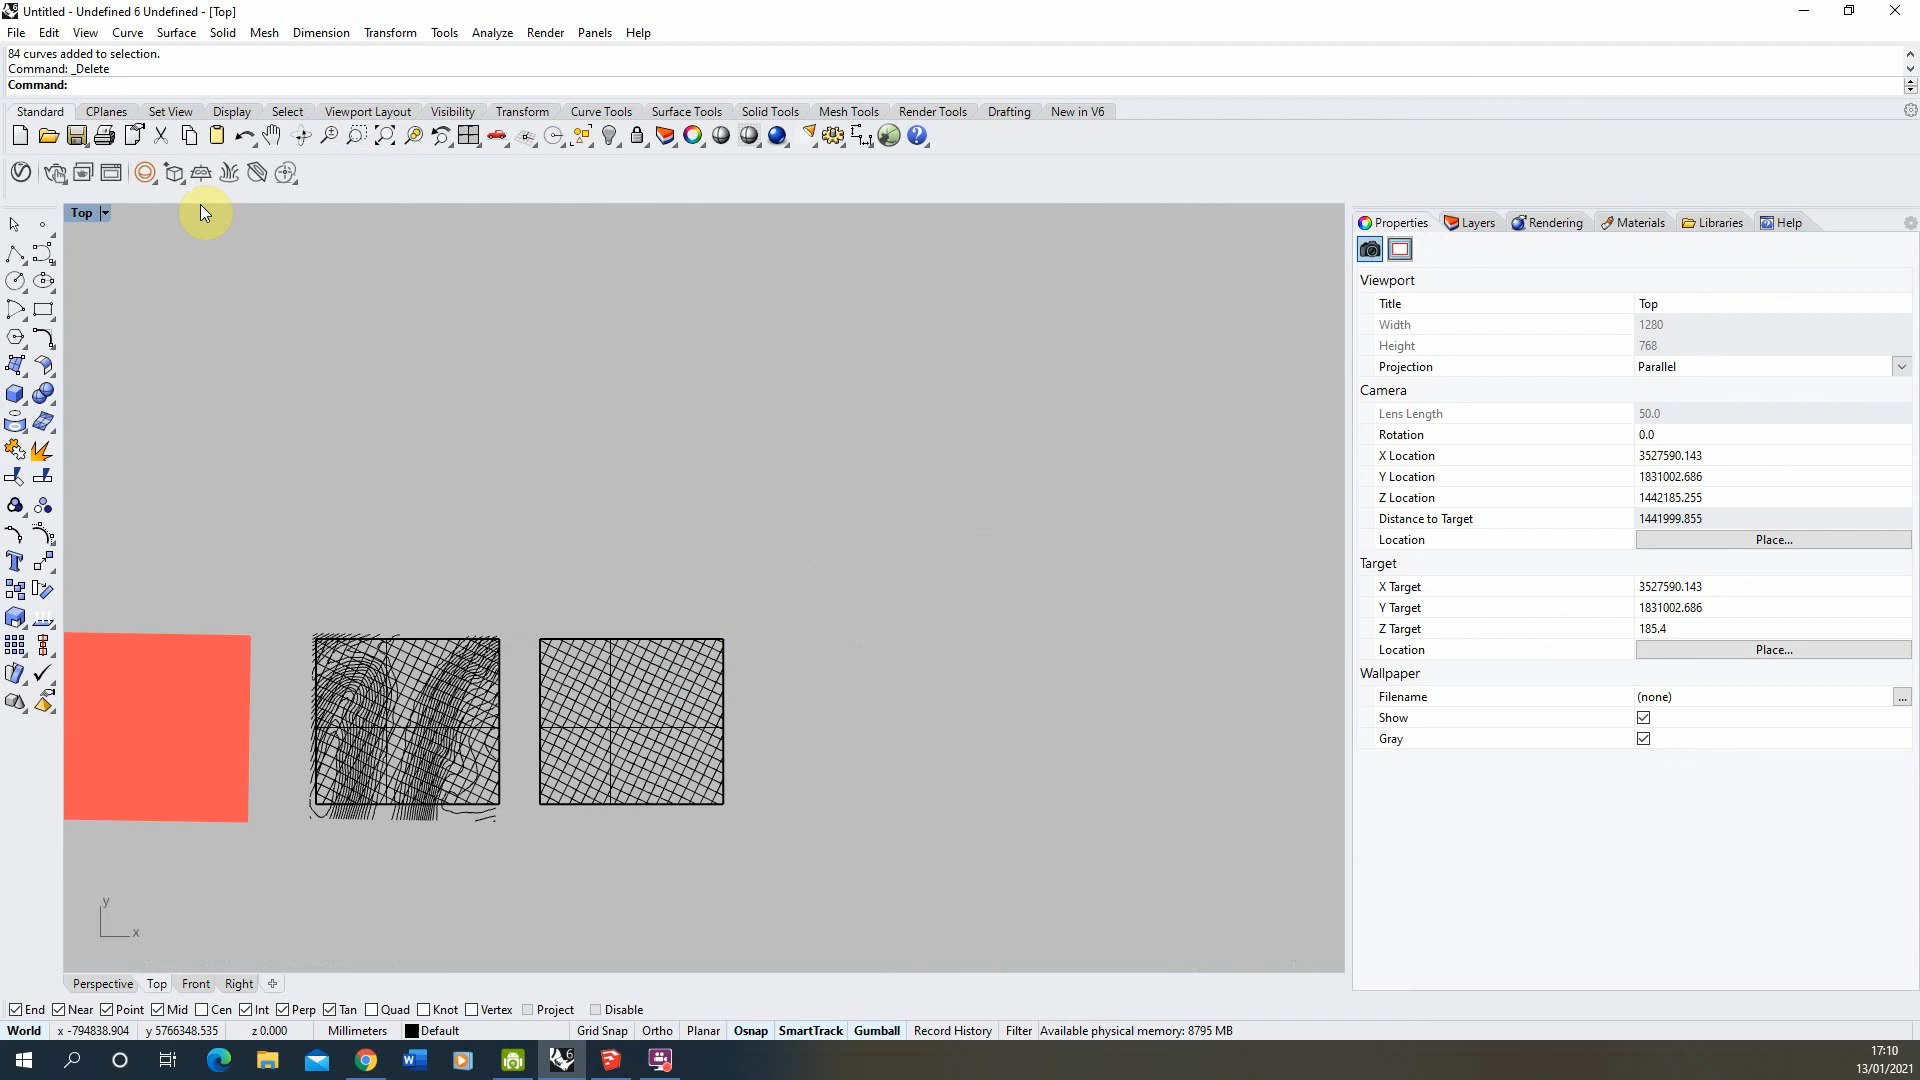 Untitled - Undefined 6 Undefined - [Top]
File Edit View Curve Surface Solid Mesh Dimension Transform Tools Analyze Render Panels Help
84 curves added to selection.
Command: _Delete
Command:
Standard CPlanes Set View Display Select Viewport Layout Visibility Transform Curve Tools Surface Tools Solid Tools Mesh Tools Render Tools Drafting New in V6
Top
Properties Layers Rendering Materials Libraries Help
Viewport
Title Top
Width 1280
Height 768
Projection Parallel
Camera
Lens Length 50.0
Rotation 0.0
X Location 3527590.143
Y Location 1831002.686
Z Location 1442185.255
Distance to Target 1441999.855
Location Place...
Target
X Target 3527590.143
Y Target 1831002.686
Z Target 185.4
Location Place...
Wallpaper
Filename (none) ...
Show
Gray
y
x
Perspective Top Front Right
End Near Point Mid Cen Int Perp Tan Quad Knot Vertex Project Disable
World x -794838.904 y 5766348.535 z 0.000 Millimeters Default Grid Snap Ortho Planar Osnap SmartTrack Gumball Record History Filter Available physical memory: 8795 MB
17:10
13/01/2021